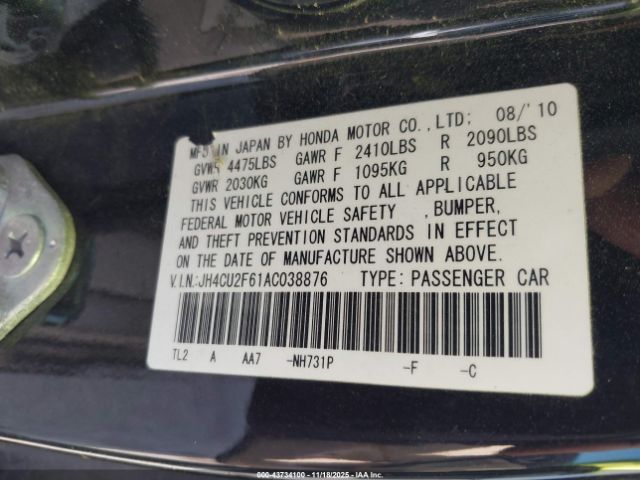 MFD IN JAPAN BY HONDA MOTOR CO.,LTD; 08/'10
GVWR 4475LBS GAWR F 2410LBS R 2090LBS
GVWR 2030KG GAWR F 1095KG R 950KG
THIS VEHICLE CONFORMS TO ALL APPLICABLE
FEDERAL MOTOR VEHICLE SAFETY ,BUMPER,
AND THEFT PREVENTION STANDARDS IN EFFECT
ON THE DATE OF MANUFACTURE SHOWN ABOVE.
V.I.N.:JH4CU2F61AC038876 TYPE: PASSENGER CAR
TL2 A AA7 -NH731P -F -C
000-43734100 - 11/18/2025 - IAA, Inc.